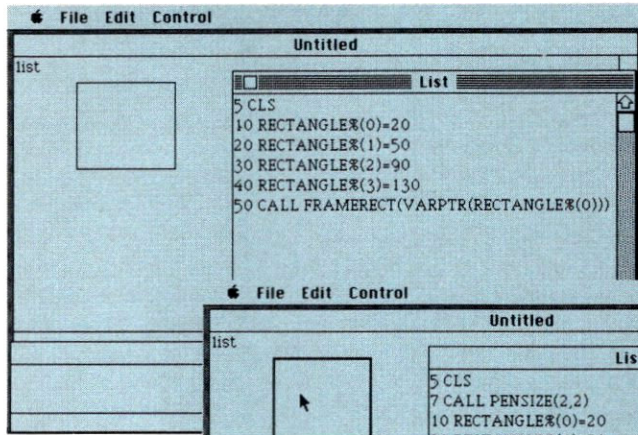 File Edit Control
Untitled
list
List
5 CLS
10 RECTANGLE%(0)=20
20 RECTANGLE%(1)=50
30 RECTANGLE%(2)=90
40 RECTANGLE%(3)=130
50 CALL FRAMERECT(VARPTR(RECTANGLE%(0)))
File Edit Control
Untitled
list
Lis
5 CLS
7 CALL PENSIZE(2,2)
10 RECTANGLE%(0)=20